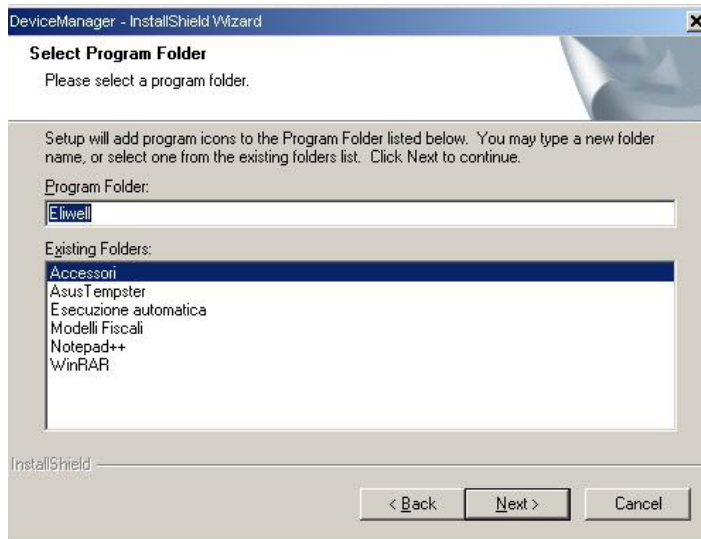 DeviceManager - InstallShield Wizard
Select Program Folder
Please select a program folder.
Setup will add program icons to the Program Folder listed below. You may type a new folder
name, or select one from the existing folders list. Click Next to continue.
Program Folder:
Eliwell
Existing Folders:
Accessori
AsusTempster
Esecuzione automatica
Modelli Fiscali
Notepad++
WinRAR
InstallShield
< Back
Next >
Cancel